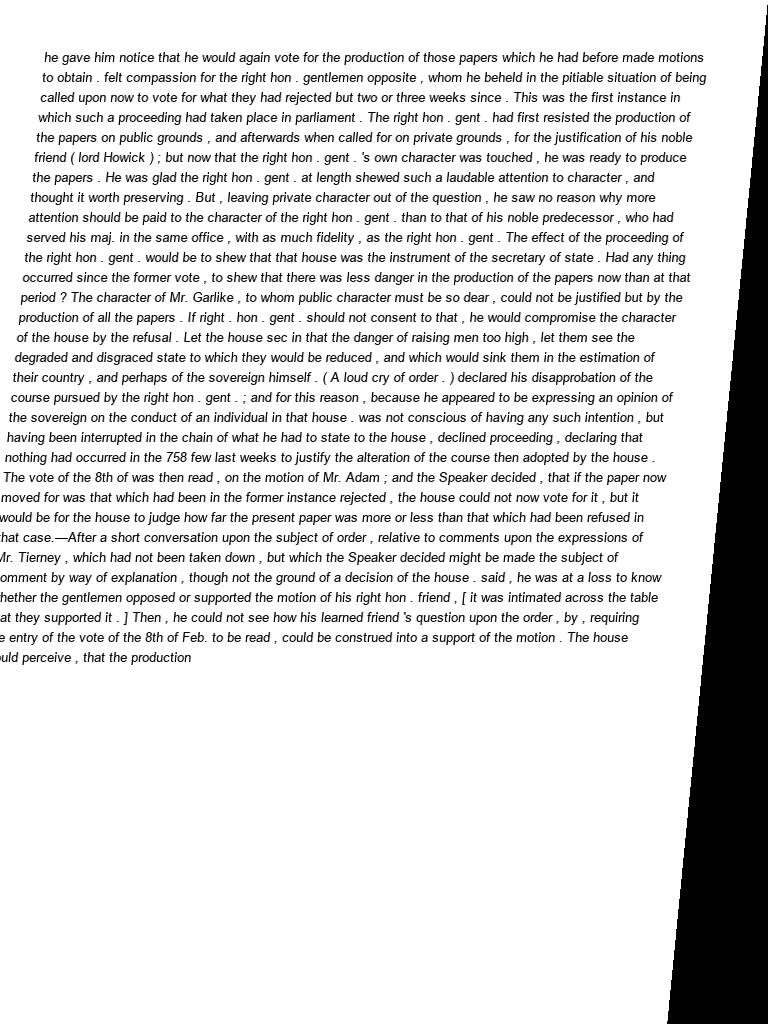 he gave him notice that he would again vote for the production of those papers which he had before made motions
to obtain . felt compassion for the right hon . gentlemen opposite , whom he beheld in the pitiable situation of being
called upon now to vote for what they had rejected but two or three weeks since . This was the first instance in
which such a proceeding had taken place in parliament . The right hon . gent . had first resisted the production of
the papers on public grounds , and afterwards when called for on private grounds , for the justification of his noble
friend ( lord Howick ) ; but now that the right hon . gent . 's own character was touched , he was ready to produce
the papers . He was glad the right hon . gent . at length shewed such a laudable attention to character , and
thought it worth preserving . But , leaving private character out of the question , he saw no reason why more
attention should be paid to the character of the right hon . gent . than to that of his noble predecessor , who had
served his maj. in the same office , with as much fidelity , as the right hon . gent . The effect of the proceeding of
the right hon . gent . would be to shew that that house was the instrument of the secretary of state . Had any thing
occurred since the former vote , to shew that there was less danger in the production of the papers now than at that
period ? The character of Mr. Garlike , to whom public character must be so dear , could not be justified but by the
production of all the papers . If right . hon . gent . should not consent to that , he would compromise the character
of the house by the refusal . Let the house sec in that the danger of raising men too high , let them see the
degraded and disgraced state to which they would be reduced , and which would sink them in the estimation of
their country , and perhaps of the sovereign himself . ( A loud cry of order . ) declared his disapprobation of the
course pursued by the right hon . gent . ; and for this reason , because he appeared to be expressing an opinion of
the sovereign on the conduct of an individual in that house . was not conscious of having any such intention , but
having been interrupted in the chain of what he had to state to the house , declined proceeding , declaring that
nothing had occurred in the 758 few last weeks to justify the alteration of the course then adopted by the house .
The vote of the 8th of was then read , on the motion of Mr. Adam ; and the Speaker decided , that if the paper now
moved for was that which had been in the former instance rejected , the house could not now vote for it , but it
would be for the house to judge how far the present paper was more or less than that which had been refused in
that case.—After a short conversation upon the subject of order , relative to comments upon the expressions of
Mr. Tierney , which had not been taken down , but which the Speaker decided might be made the subject of
omment by way of explanation , though not the ground of a decision of the house . said , he was at a loss to know
hether the gentlemen opposed or supported the motion of his right hon . friend , [ it was intimated across the table
at they supported it . ] Then , he could not see how his learned friend 's question upon the order , by , requiring
e entry of the vote of the 8th of Feb. to be read , could be construed into a support of the motion . The house
uld perceive , that the production